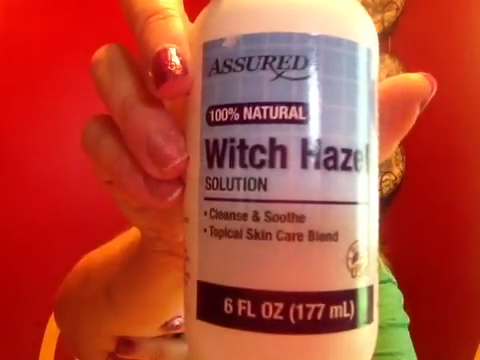 ASSURED
100% NATURAL
Witch Hazel
SOLUTION
• Cleanse & Soothe
• Topical Skin Care Blend
6 FL OZ (177 mL)